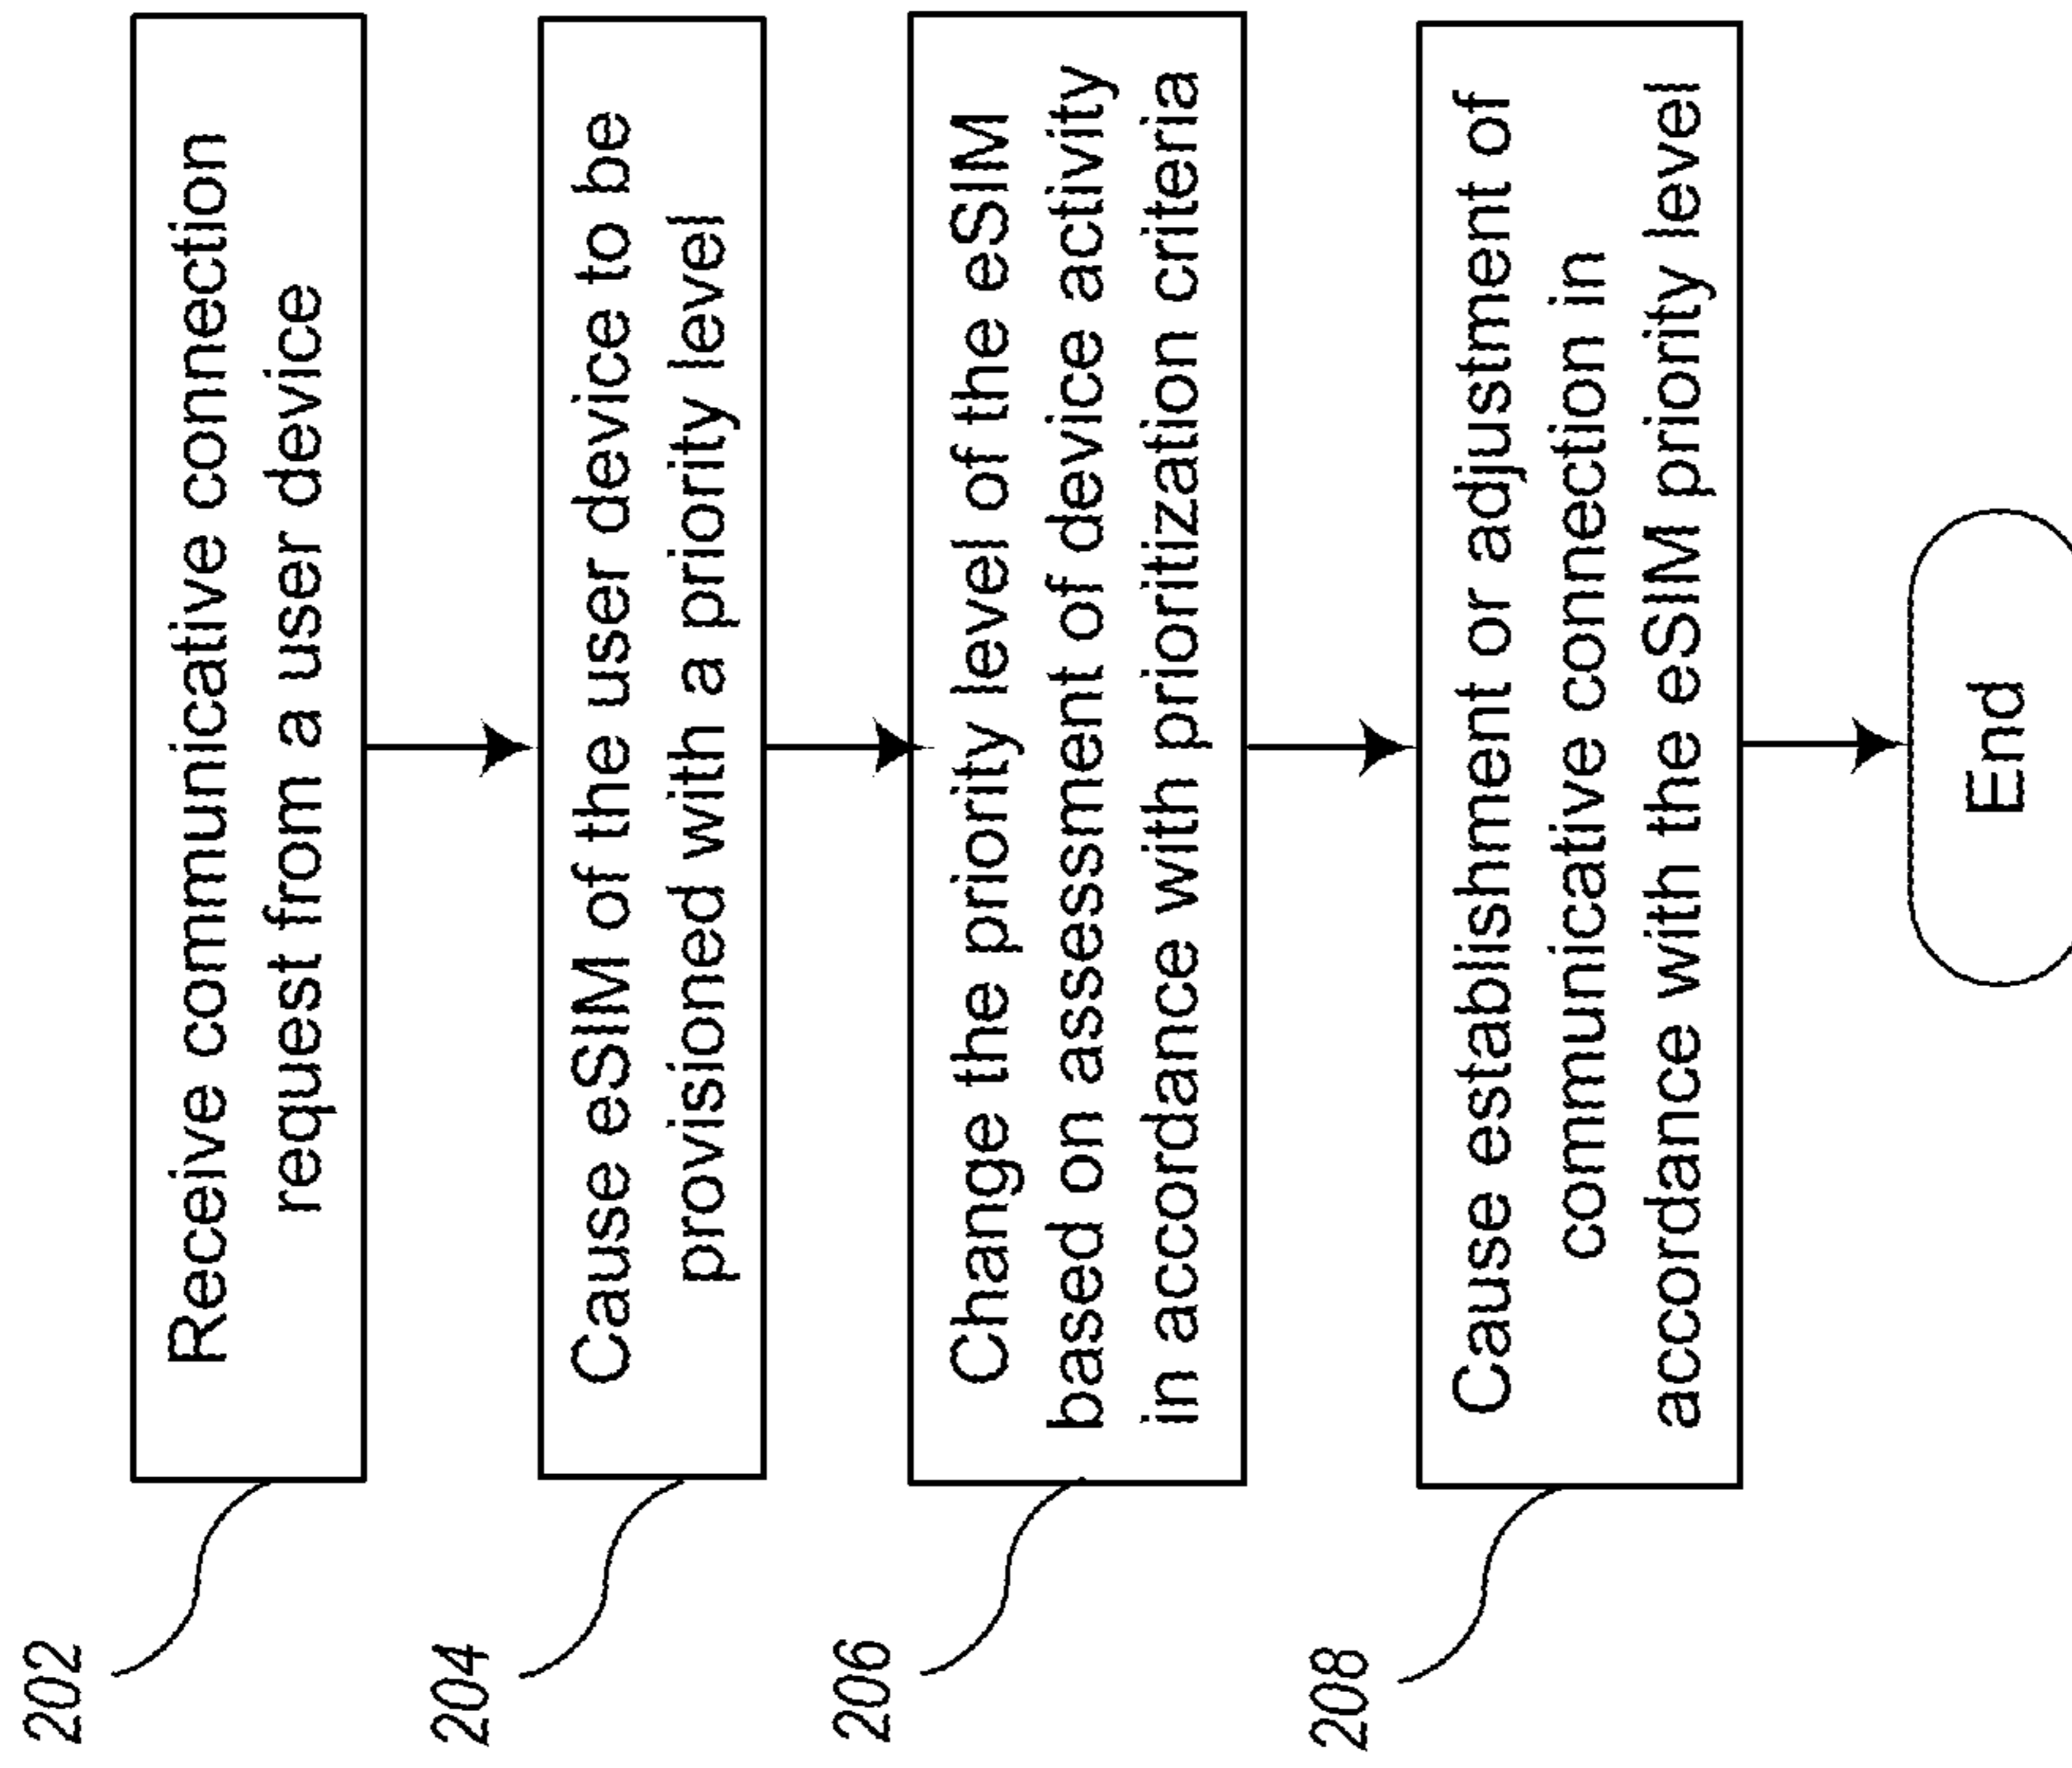 202
Receive communicative connection
request from a user device
204
Cause eSIM of the user device to be
provisioned with a priority level
206
Change the priority level of the eSIM
based on assessment of device activity
in accordance with prioritization criteria
208
Cause establishment or adjustment of
communicative connection in
accordance with the eSIM priority level
End